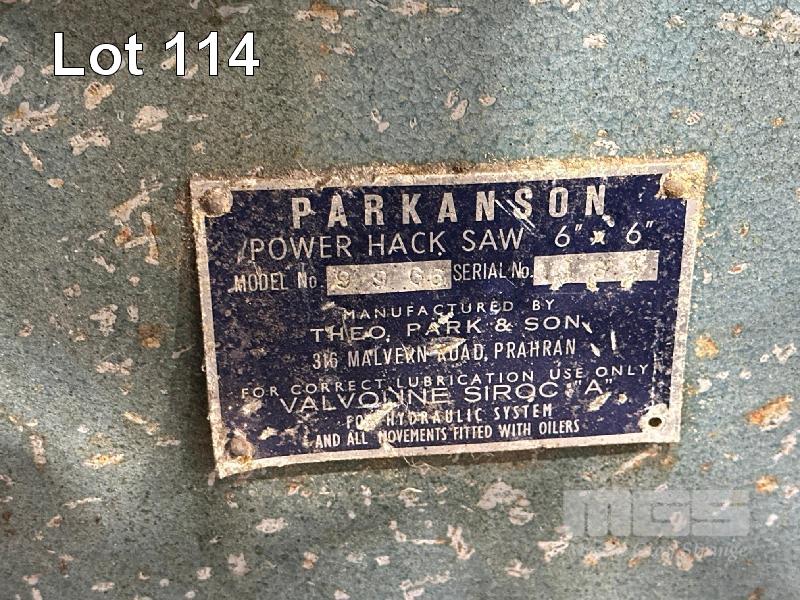 Lot 114
PARKANSON
POWER HACK SAW 6" x 6"
MODEL No. SERIAL No.
MANUFACTURED BY
THEO. PARK & SON
316 MALVERN ROAD, PRAHRAN
FOR CORRECT LUBRICATION USE ONLY
VALVOLINE SIROC "A"
FOR HYDRAULIC SYSTEM
AND ALL MOVEMENTS FITTED WITH OILERS
MGS